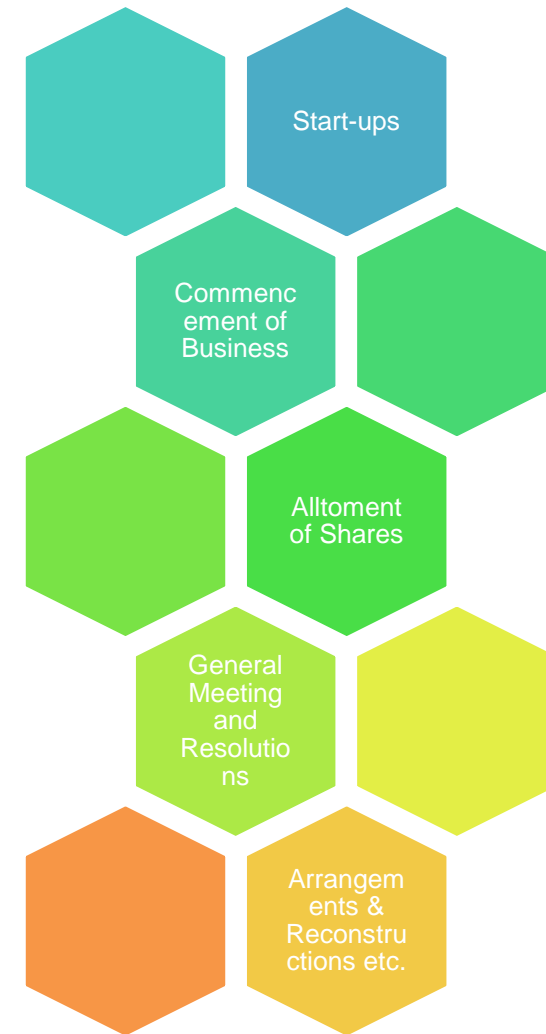 Start-ups
Commenc
ement of
Business
Alltoment
of Shares
General
Meeting
and
Resolutio
ns
Arrangem
ents &
Reconstru
ctions etc.